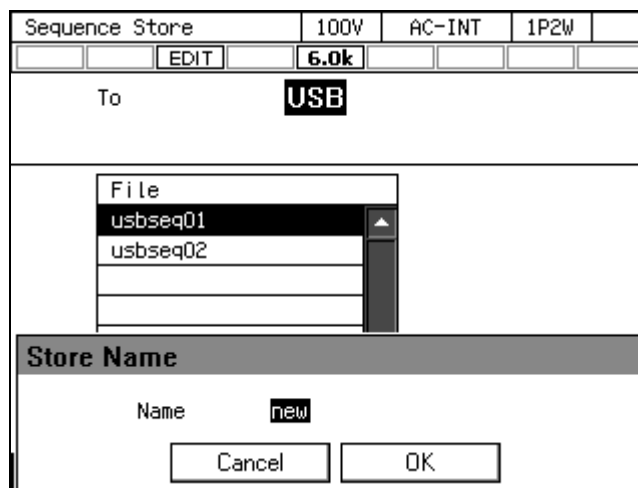 Sequence Store 100V AC-INT 1P2W
EDIT 6.0k
To USB
File
usbseq01
usbseq02
Store Name
Name new
Cancel OK